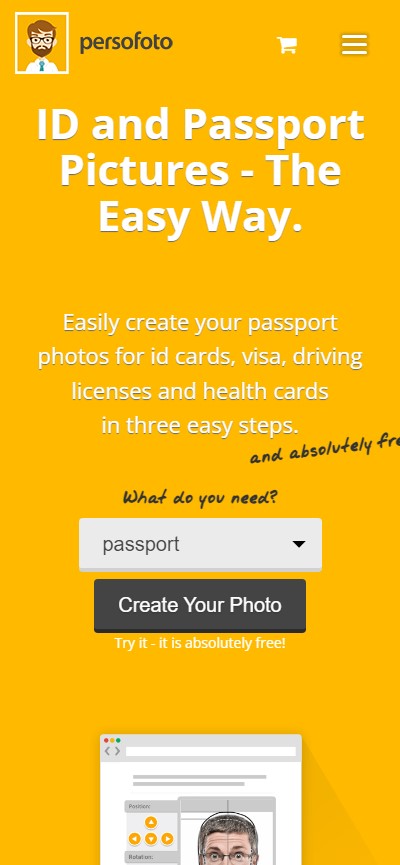 persofoto
ID and Passport
Pictures - The
Easy Way.
Easily create your passport
photos for id cards, visa, driving
licenses and health cards
in three easy steps.
and absolutely fre
What do you need?
passport
Create Your Photo
Try it - it is absolutely free!
Position:
Rotation: